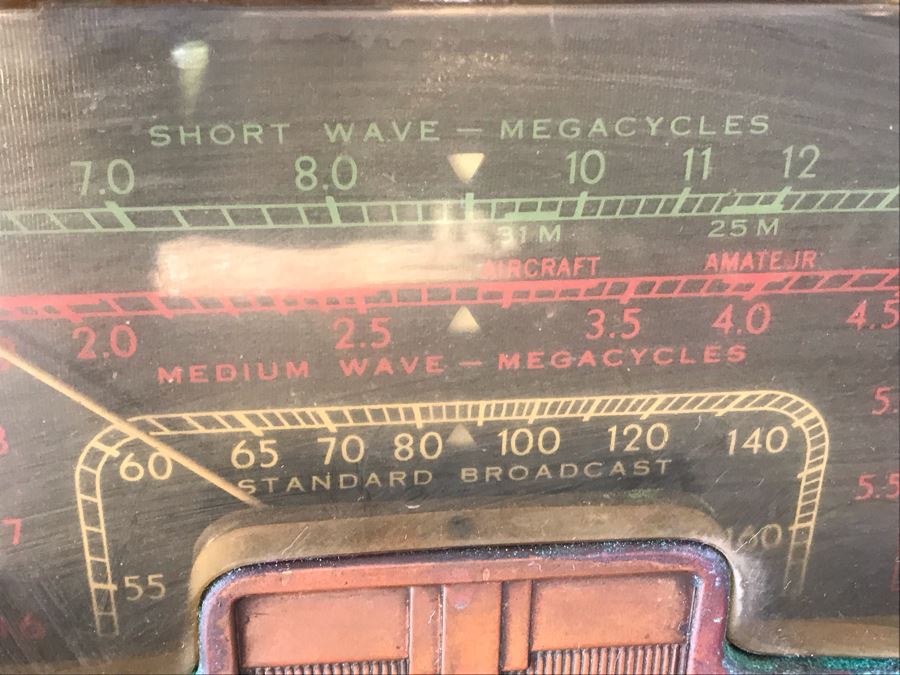 SHORT WAVE — MEGACYCLES
7.0 8.0 10 11 12
31 M 25 M
AIRCRAFT AMATEUR
2.0 2.5 3.5 4.0 4.5
MEDIUM WAVE — MEGACYCLES
5.
60 65 70 80 100 120 140
STANDARD BROADCAST
5.5
7 160
55